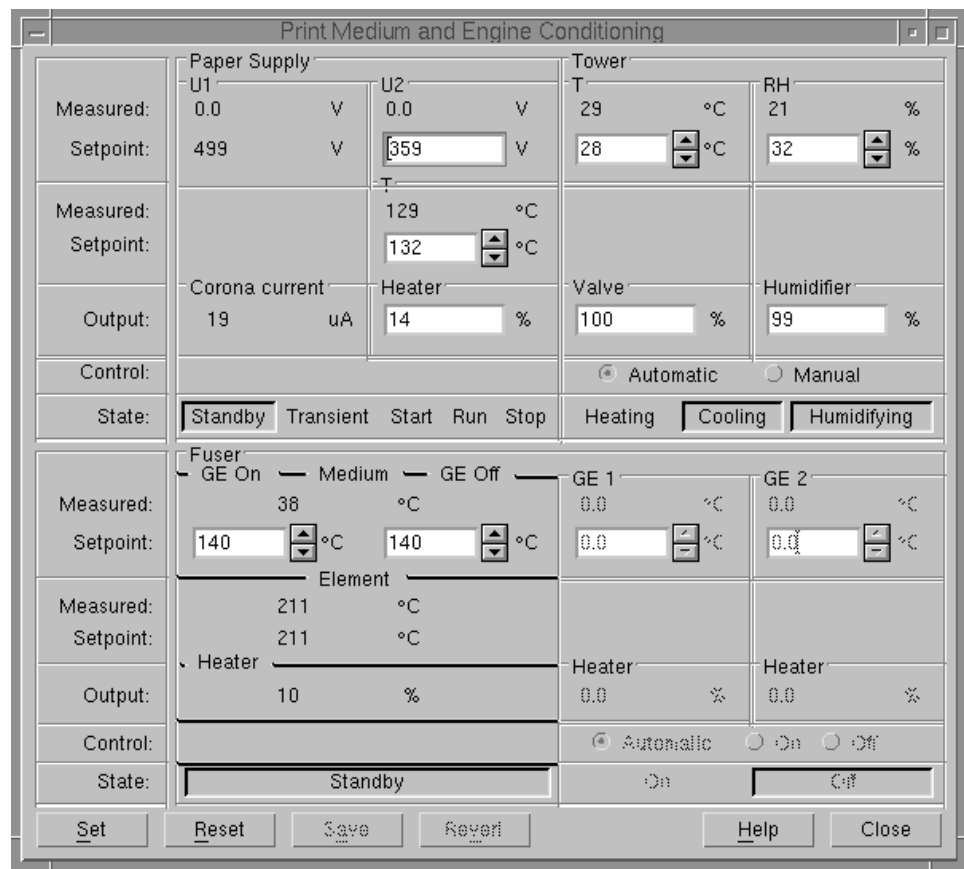 Print Medium and Engine Conditioning
Paper Supply Tower
U1 U2 T RH
Measured: 0.0 V 0.0 V 29 °C 21 %
Setpoint: 499 V 359 V 28 °C 32 %
T
Measured: 129 °C
Setpoint: 132 °C
Corona current Heater Valve Humidifier
Output: 19 uA 14 % 100 % 99 %
Control: Automatic Manual
State: Standby Transient Start Run Stop Heating Cooling Humidifying
Fuser
GE On Medium GE Off GE 1 GE 2
Measured: 38 °C 0.0 °C 0.0 °C
Setpoint: 140 °C 140 °C 0.0 °C 0.0 °C
Element
Measured: 211 °C
Setpoint: 211 °C
Heater Heater Heater
Output: 10 % 0.0 % 0.0 %
Control: Automatic On Off
State: Standby On Off
Set Reset Save Revert Help Close